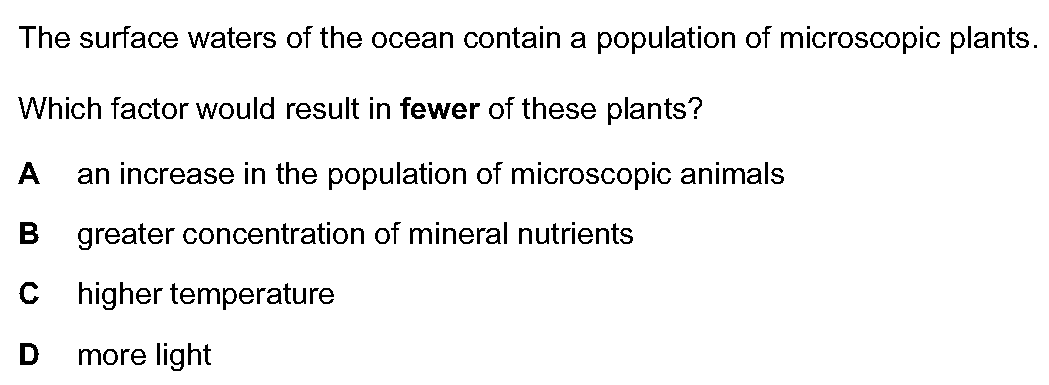 The surface waters of the ocean contain a population of microscopic plants.
Which factor would result in fewer of these plants?
A an increase in the population of microscopic animals
B greater concentration of mineral nutrients
C higher temperature
D more light